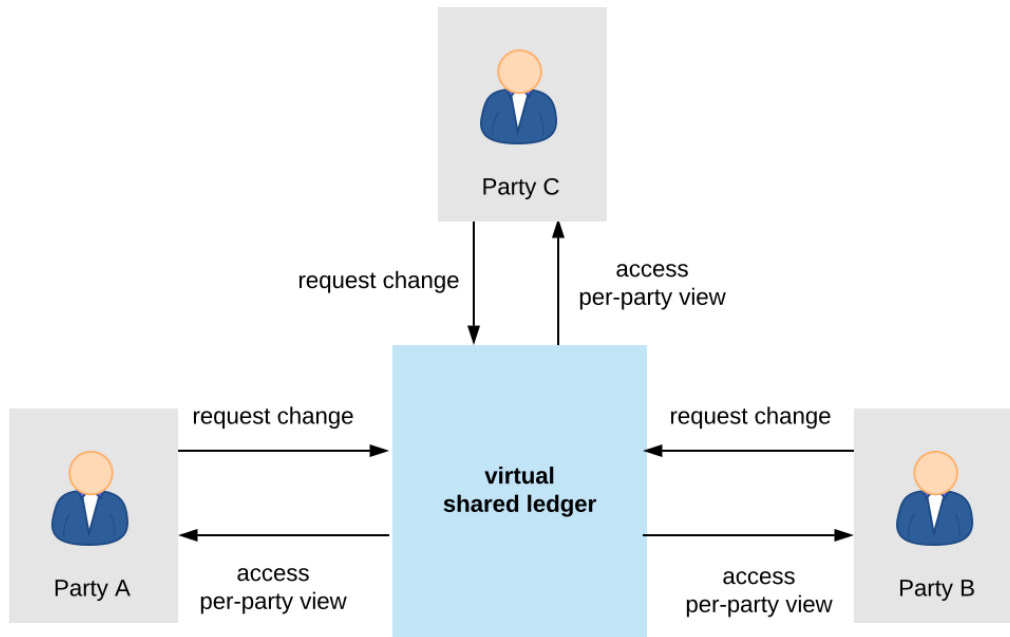 Party C
request change
access
per-party view
request change
request change
virtual
shared ledger
Party A
access
per-party view
access
per-party view
Party B